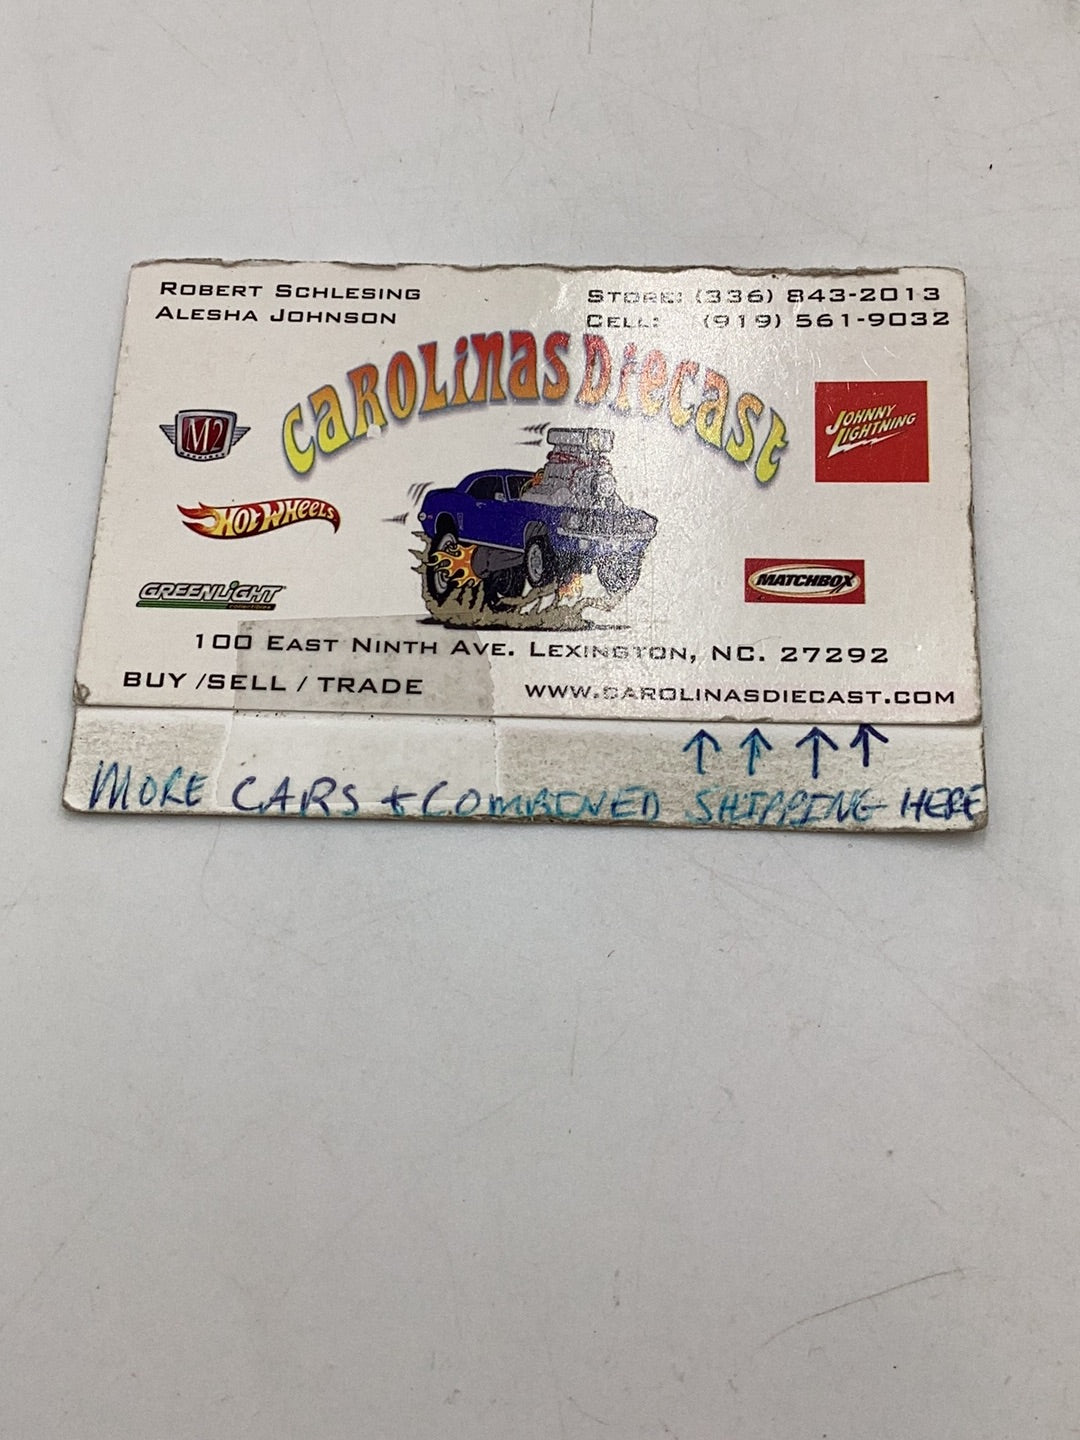 ROBERT SCHLESING
ALESHA JOHNSON
STORE: (336) 843-2013
CELL: (919) 561-9032
CAROLiNAS DiECAST
M2
MACHINES
JOHNNY
LIGHTNING
HOT WHEELS
GREENLiGHT
COLLECTIBLES
MATCHBOX
100 EAST NINTH AVE. LEXINGTON, NC. 27292
BUY /SELL / TRADE
WWW.CAROLINASDIECAST.COM
↑ ↑ ↑ ↑
MORE CARS + COMBINED SHIPPING HERE